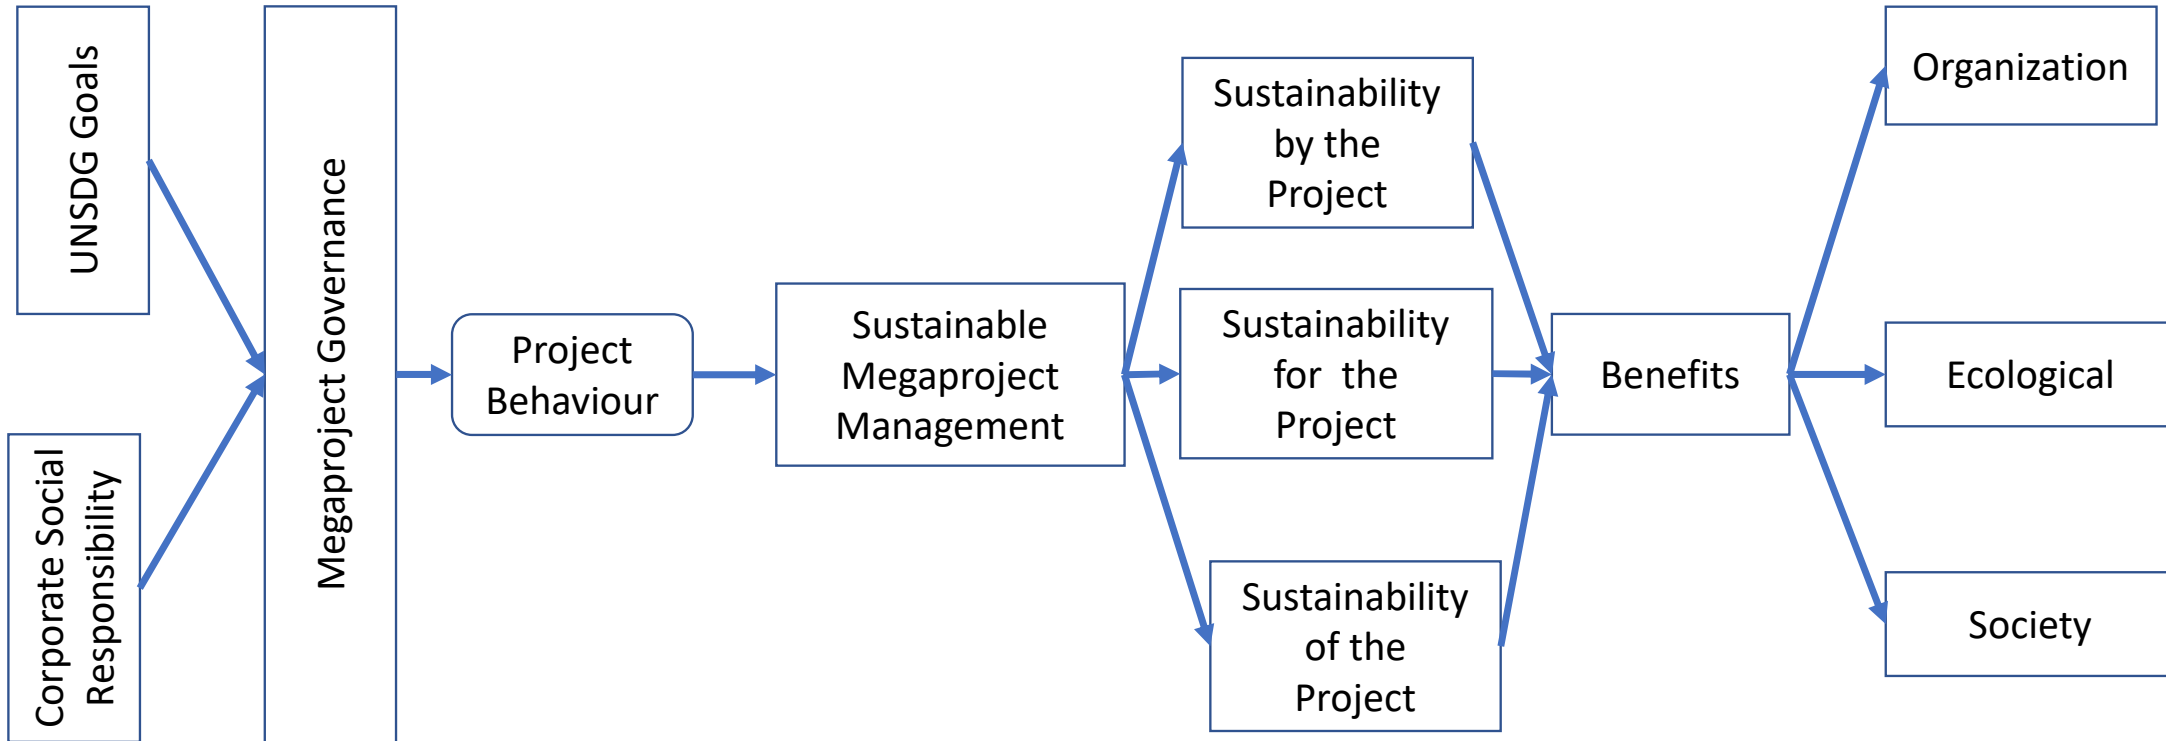 UNSDG Goals
Corporate Social
Responsibility
Megaproject Governance
Project
Behaviour
Sustainable
Megaproject
Management
Sustainability
by the
Project
Sustainability
for the
Project
Sustainability
of the
Project
Benefits
Organization
Ecological
Society